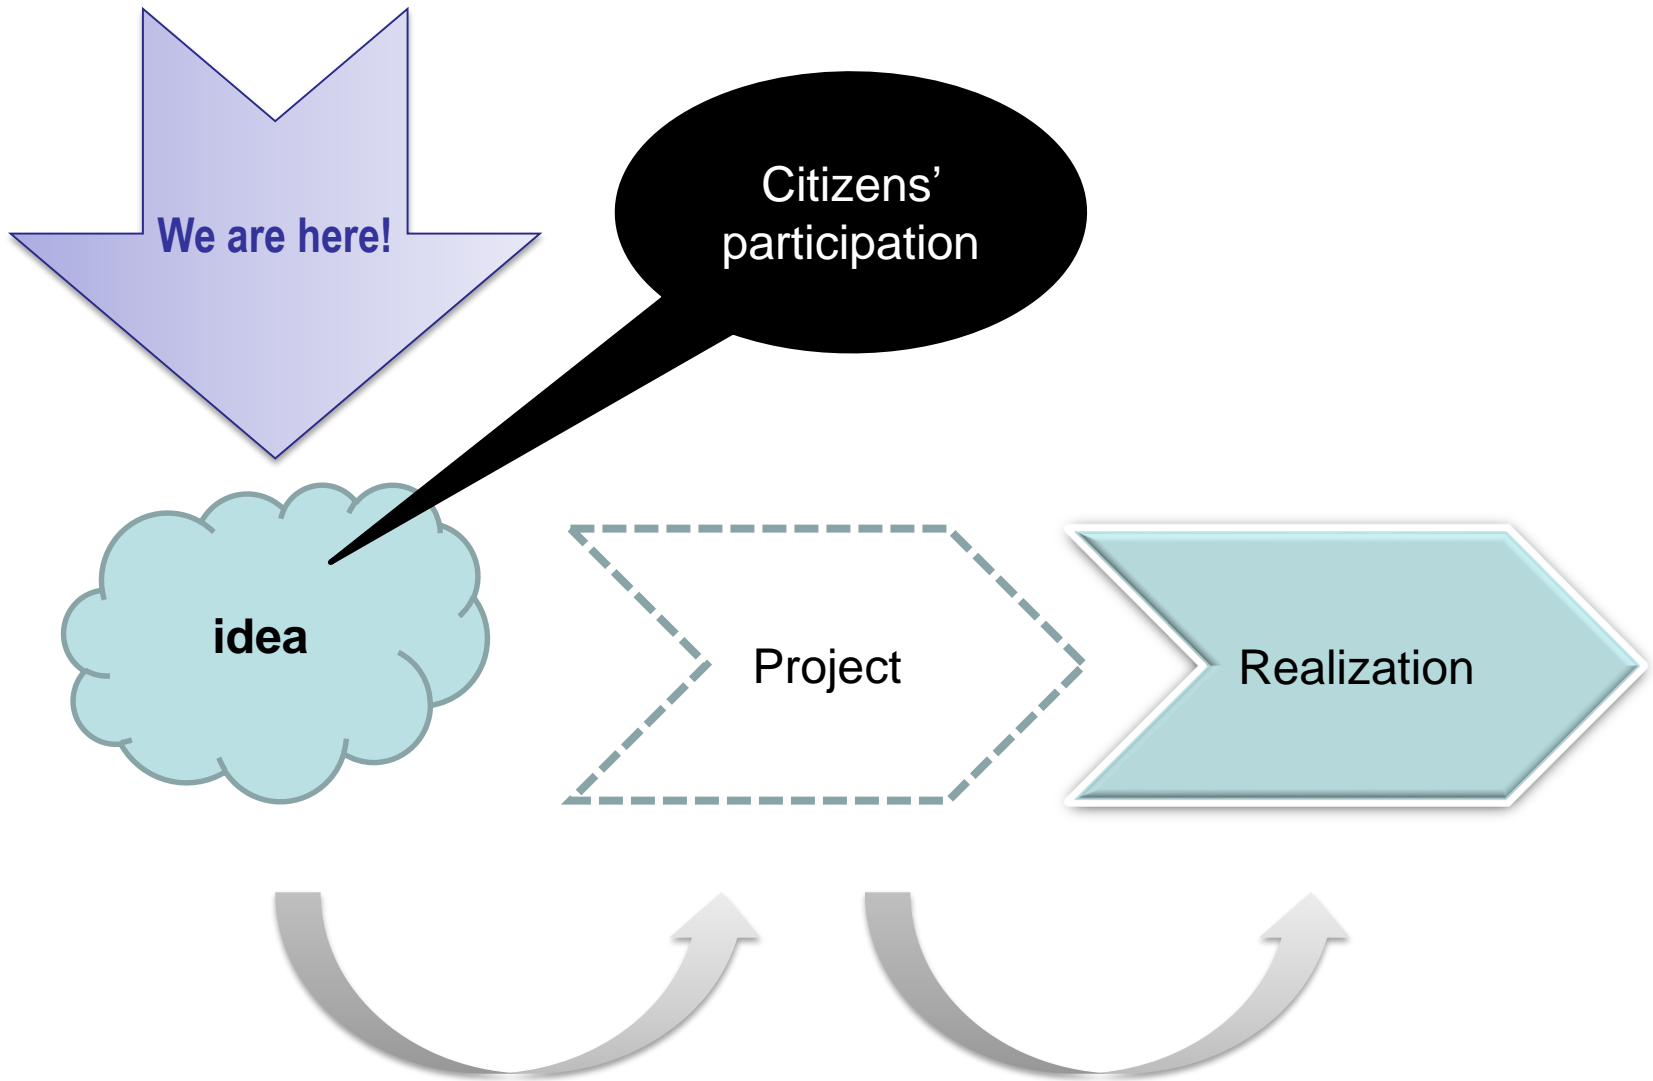 We are here!
Citizens’
participation
idea
Project
Realization